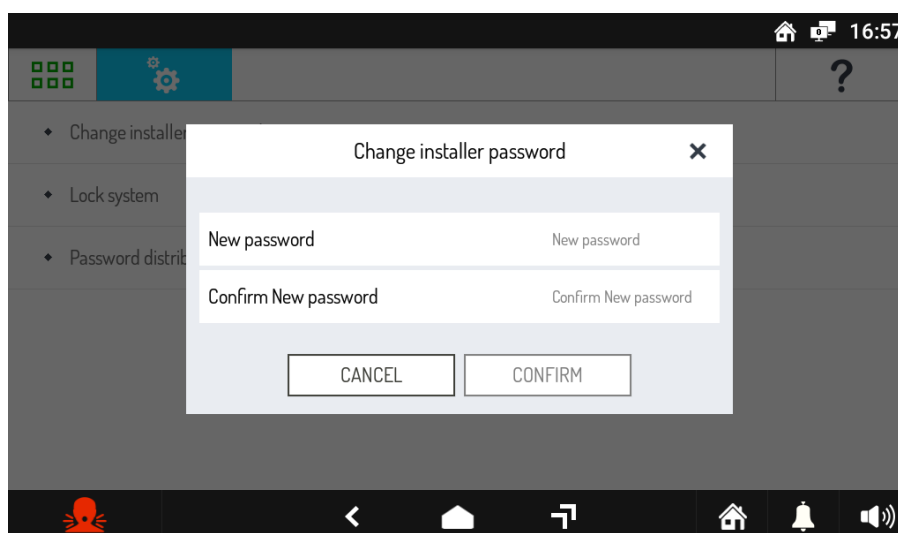 16:57
?
Change installer
Change installer password
Lock system
New password New password
Password distrib
Confirm New password Confirm New password
CANCEL CONFIRM